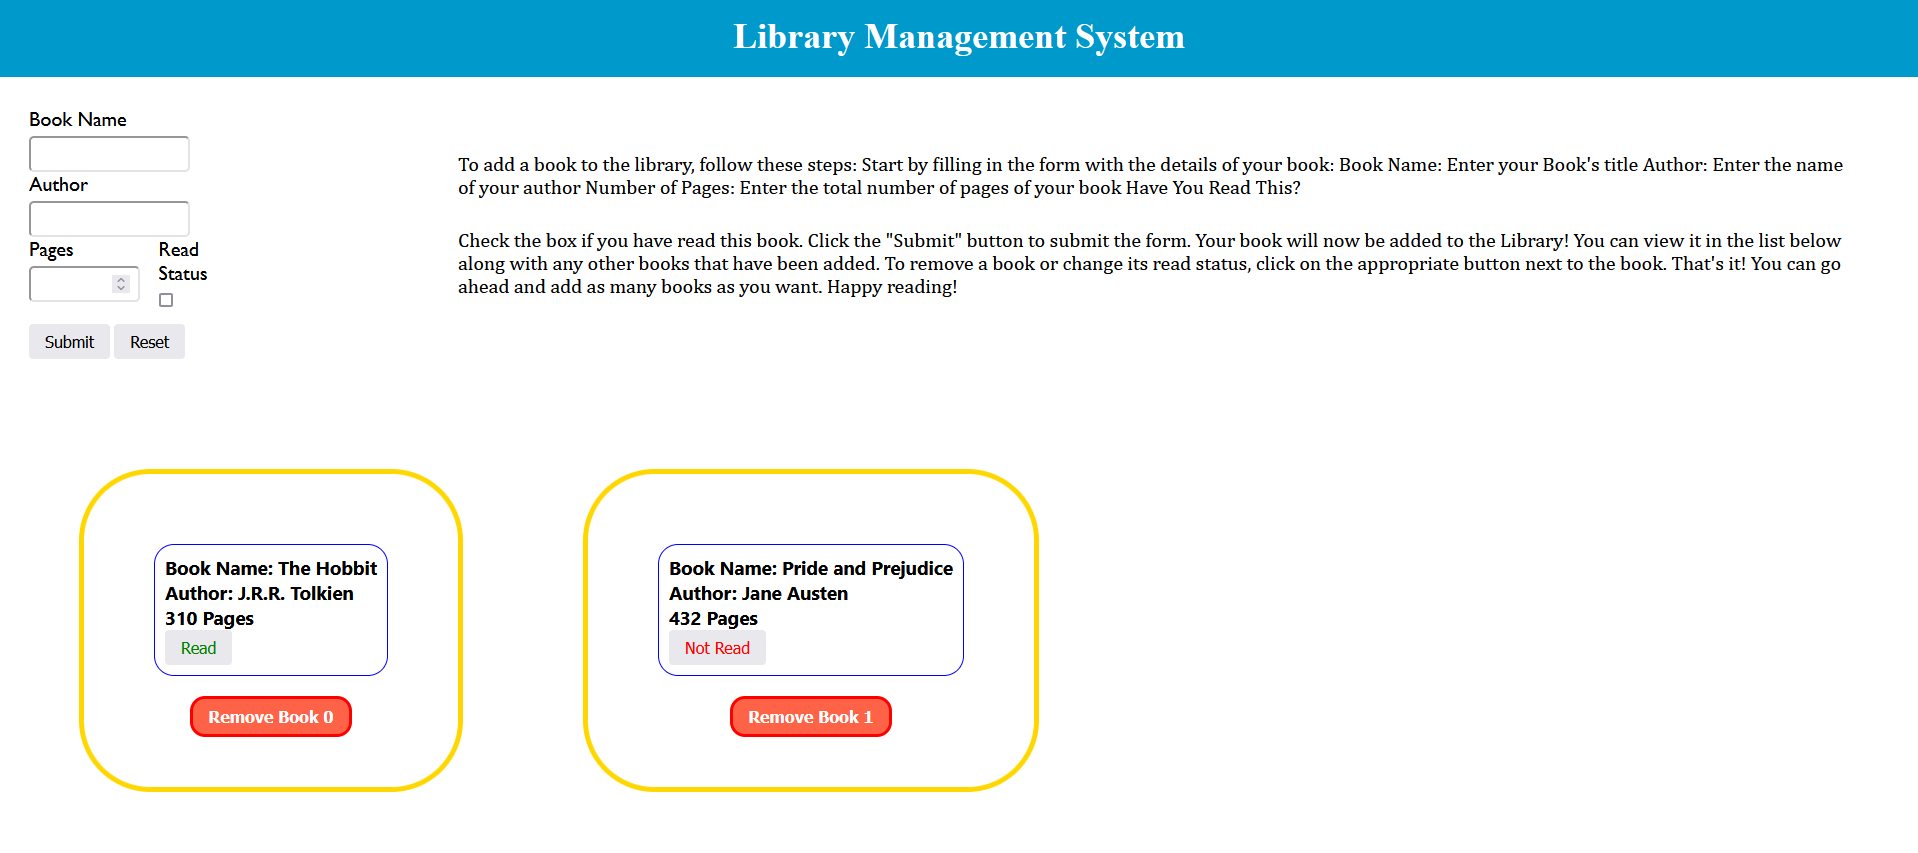 Library Management System
Book Name
Author
Pages
Read
Status
Submit Reset
To add a book to the library, follow these steps: Start by filling in the form with the details of your book: Book Name: Enter your Book's title Author: Enter the name
of your author Number of Pages: Enter the total number of pages of your book Have You Read This?
Check the box if you have read this book. Click the "Submit" button to submit the form. Your book will now be added to the Library! You can view it in the list below
along with any other books that have been added. To remove a book or change its read status, click on the appropriate button next to the book. That's it! You can go
ahead and add as many books as you want. Happy reading!
Book Name: The Hobbit
Author: J.R.R. Tolkien
310 Pages
Read
Remove Book 0
Book Name: Pride and Prejudice
Author: Jane Austen
432 Pages
Not Read
Remove Book 1